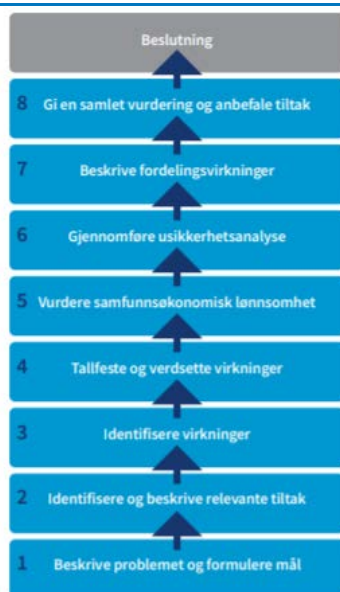 Beslutning
8 Gi en samlet vurdering og anbefale tiltak
7 Beskrive fordelingsvirkninger
6 Gjennomføre usikkerhetsanalyse
5 Vurdere samfunnsøkonomisk lønnsomhet
4 Tallfeste og verdsette virkninger
3 Identifisere virkninger
2 Identifisere og beskrive relevante tiltak
1 Beskrive problemet og formulere mål